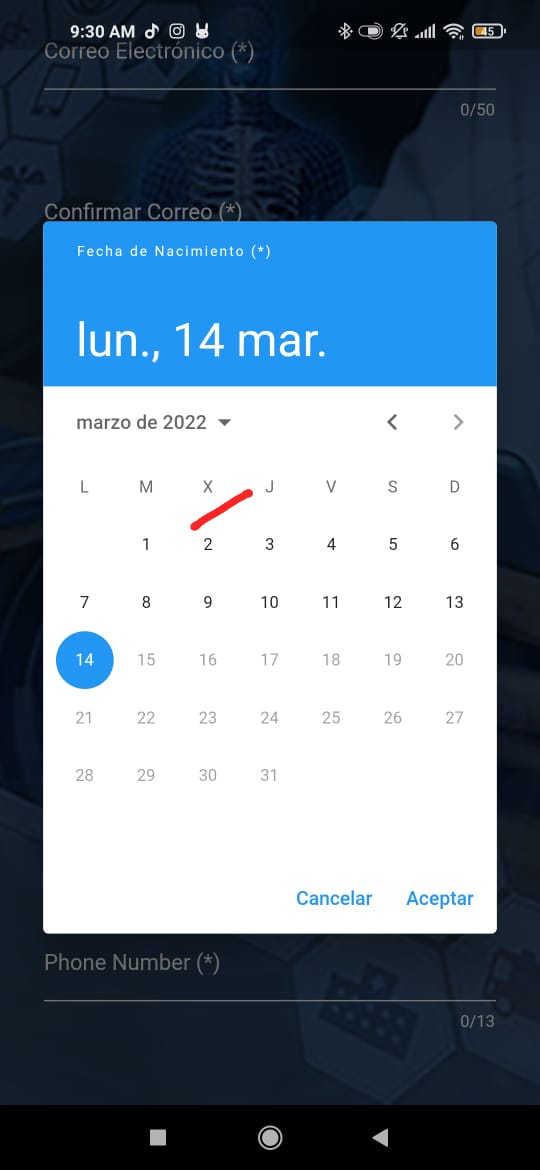 9:30 AM
45
Correo Electrónico (*)
0/50
Confirmar Correo (*)
Fecha de Nacimiento (*)
lun., 14 mar.
marzo de 2022
L M X J V S D
1 2 3 4 5 6
7 8 9 10 11 12 13
14 15 16 17 18 19 20
21 22 23 24 25 26 27
28 29 30 31
Cancelar Aceptar
Phone Number (*)
0/13